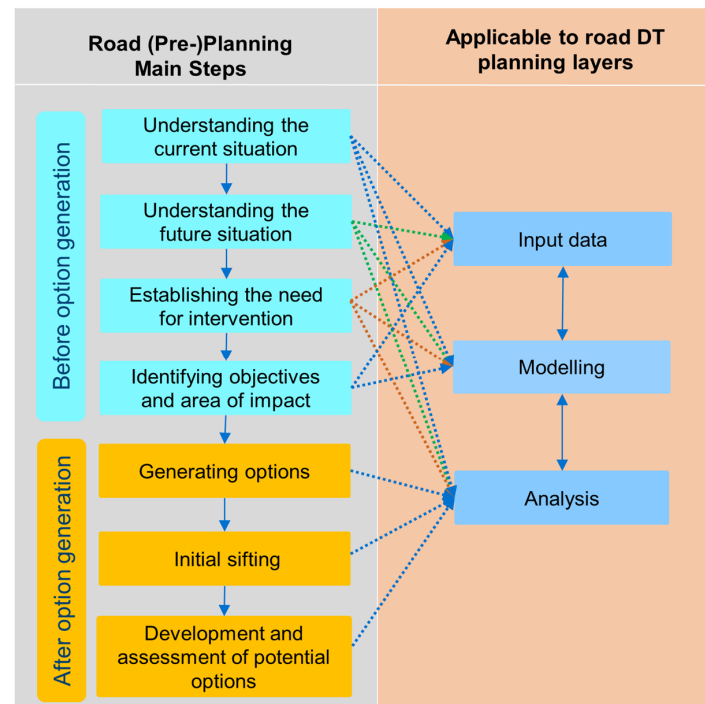 Road (Pre-)Planning
Main Steps
Applicable to road DT
planning layers
Before option generation
Understanding the
current situation
Understanding the
future situation
Establishing the need
for intervention
Identifying objectives
and area of impact
After option generation
Generating options
Initial sifting
Development and
assessment of potential
options
Input data
Modelling
Analysis